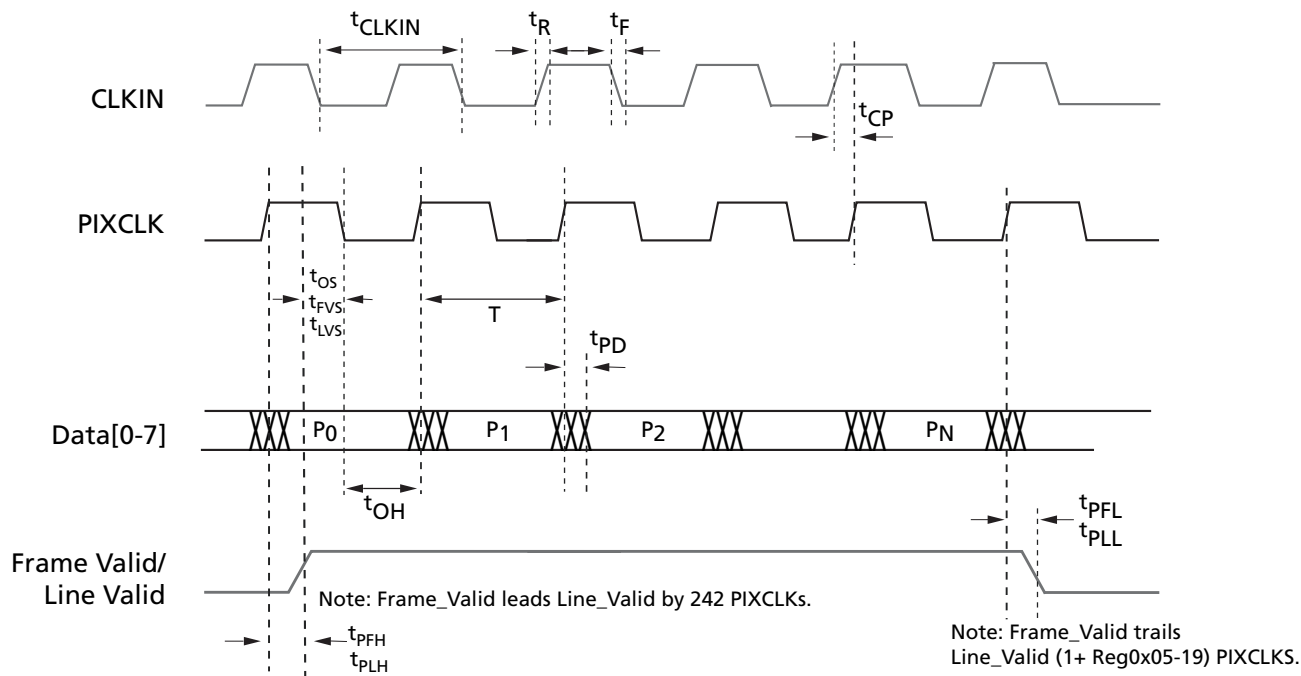 tCLKIN
tR
tF
CLKIN
tCP
PIXCLK
tOS
tFVS
tLVS
T
tPD
Data[0-7]
P0
P1
P2
PN
tOH
tPFL
tPLL
Frame Valid/
Line Valid
Note: Frame_Valid leads Line_Valid by 242 PIXCLKs.
tPFH
tPLH
Note: Frame_Valid trails
Line_Valid (1+ Reg0x05-19) PIXCLKS.